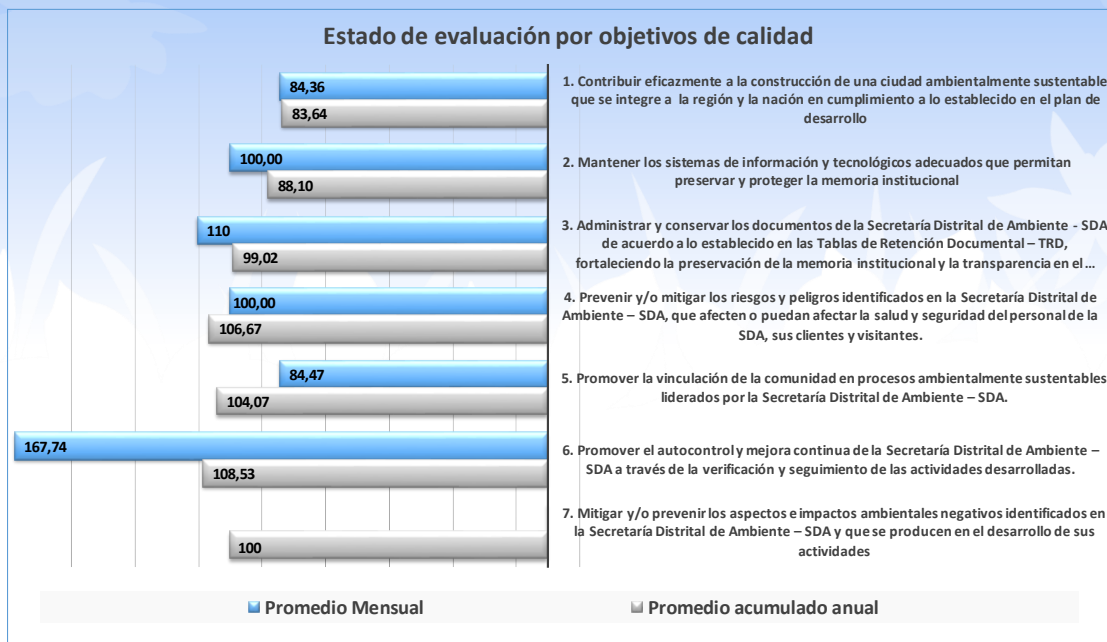 Estado de evaluación por objetivos de calidad
84,36
83,64
1. Contribuir eficazmente a la construcción de una ciudad ambientalmente sustentable
que se integre a la región y la nación en cumplimiento a lo establecido en el plan de
desarrollo
100,00
88,10
2. Mantener los sistemas de información y tecnológicos adecuados que permitan
preservar y proteger la memoria institucional
110
99,02
3. Administrar y conservar los documentos de la Secretaría Distrital de Ambiente - SDA
de acuerdo a lo establecido en las Tablas de Retención Documental – TRD,
fortaleciendo la preservación de la memoria institucional y la transparencia en el ...
100,00
106,67
4. Prevenir y/o mitigar los riesgos y peligros identificados en la Secretaría Distrital de
Ambiente – SDA, que afecten o puedan afectar la salud y seguridad del personal de la
SDA, sus clientes y visitantes.
84,47
104,07
5. Promover la vinculación de la comunidad en procesos ambientalmente sustentables
liderados por la Secretaría Distrital de Ambiente – SDA.
167,74
108,53
6. Promover el autocontrol y mejora continua de la Secretaría Distrital de Ambiente –
SDA a través de la verificación y seguimiento de las actividades desarrolladas.
100
7. Mitigar y/o prevenir los aspectos e impactos ambientales negativos identificados en
la Secretaría Distrital de Ambiente – SDA y que se producen en el desarrollo de sus
actividades
Promedio Mensual
Promedio acumulado anual